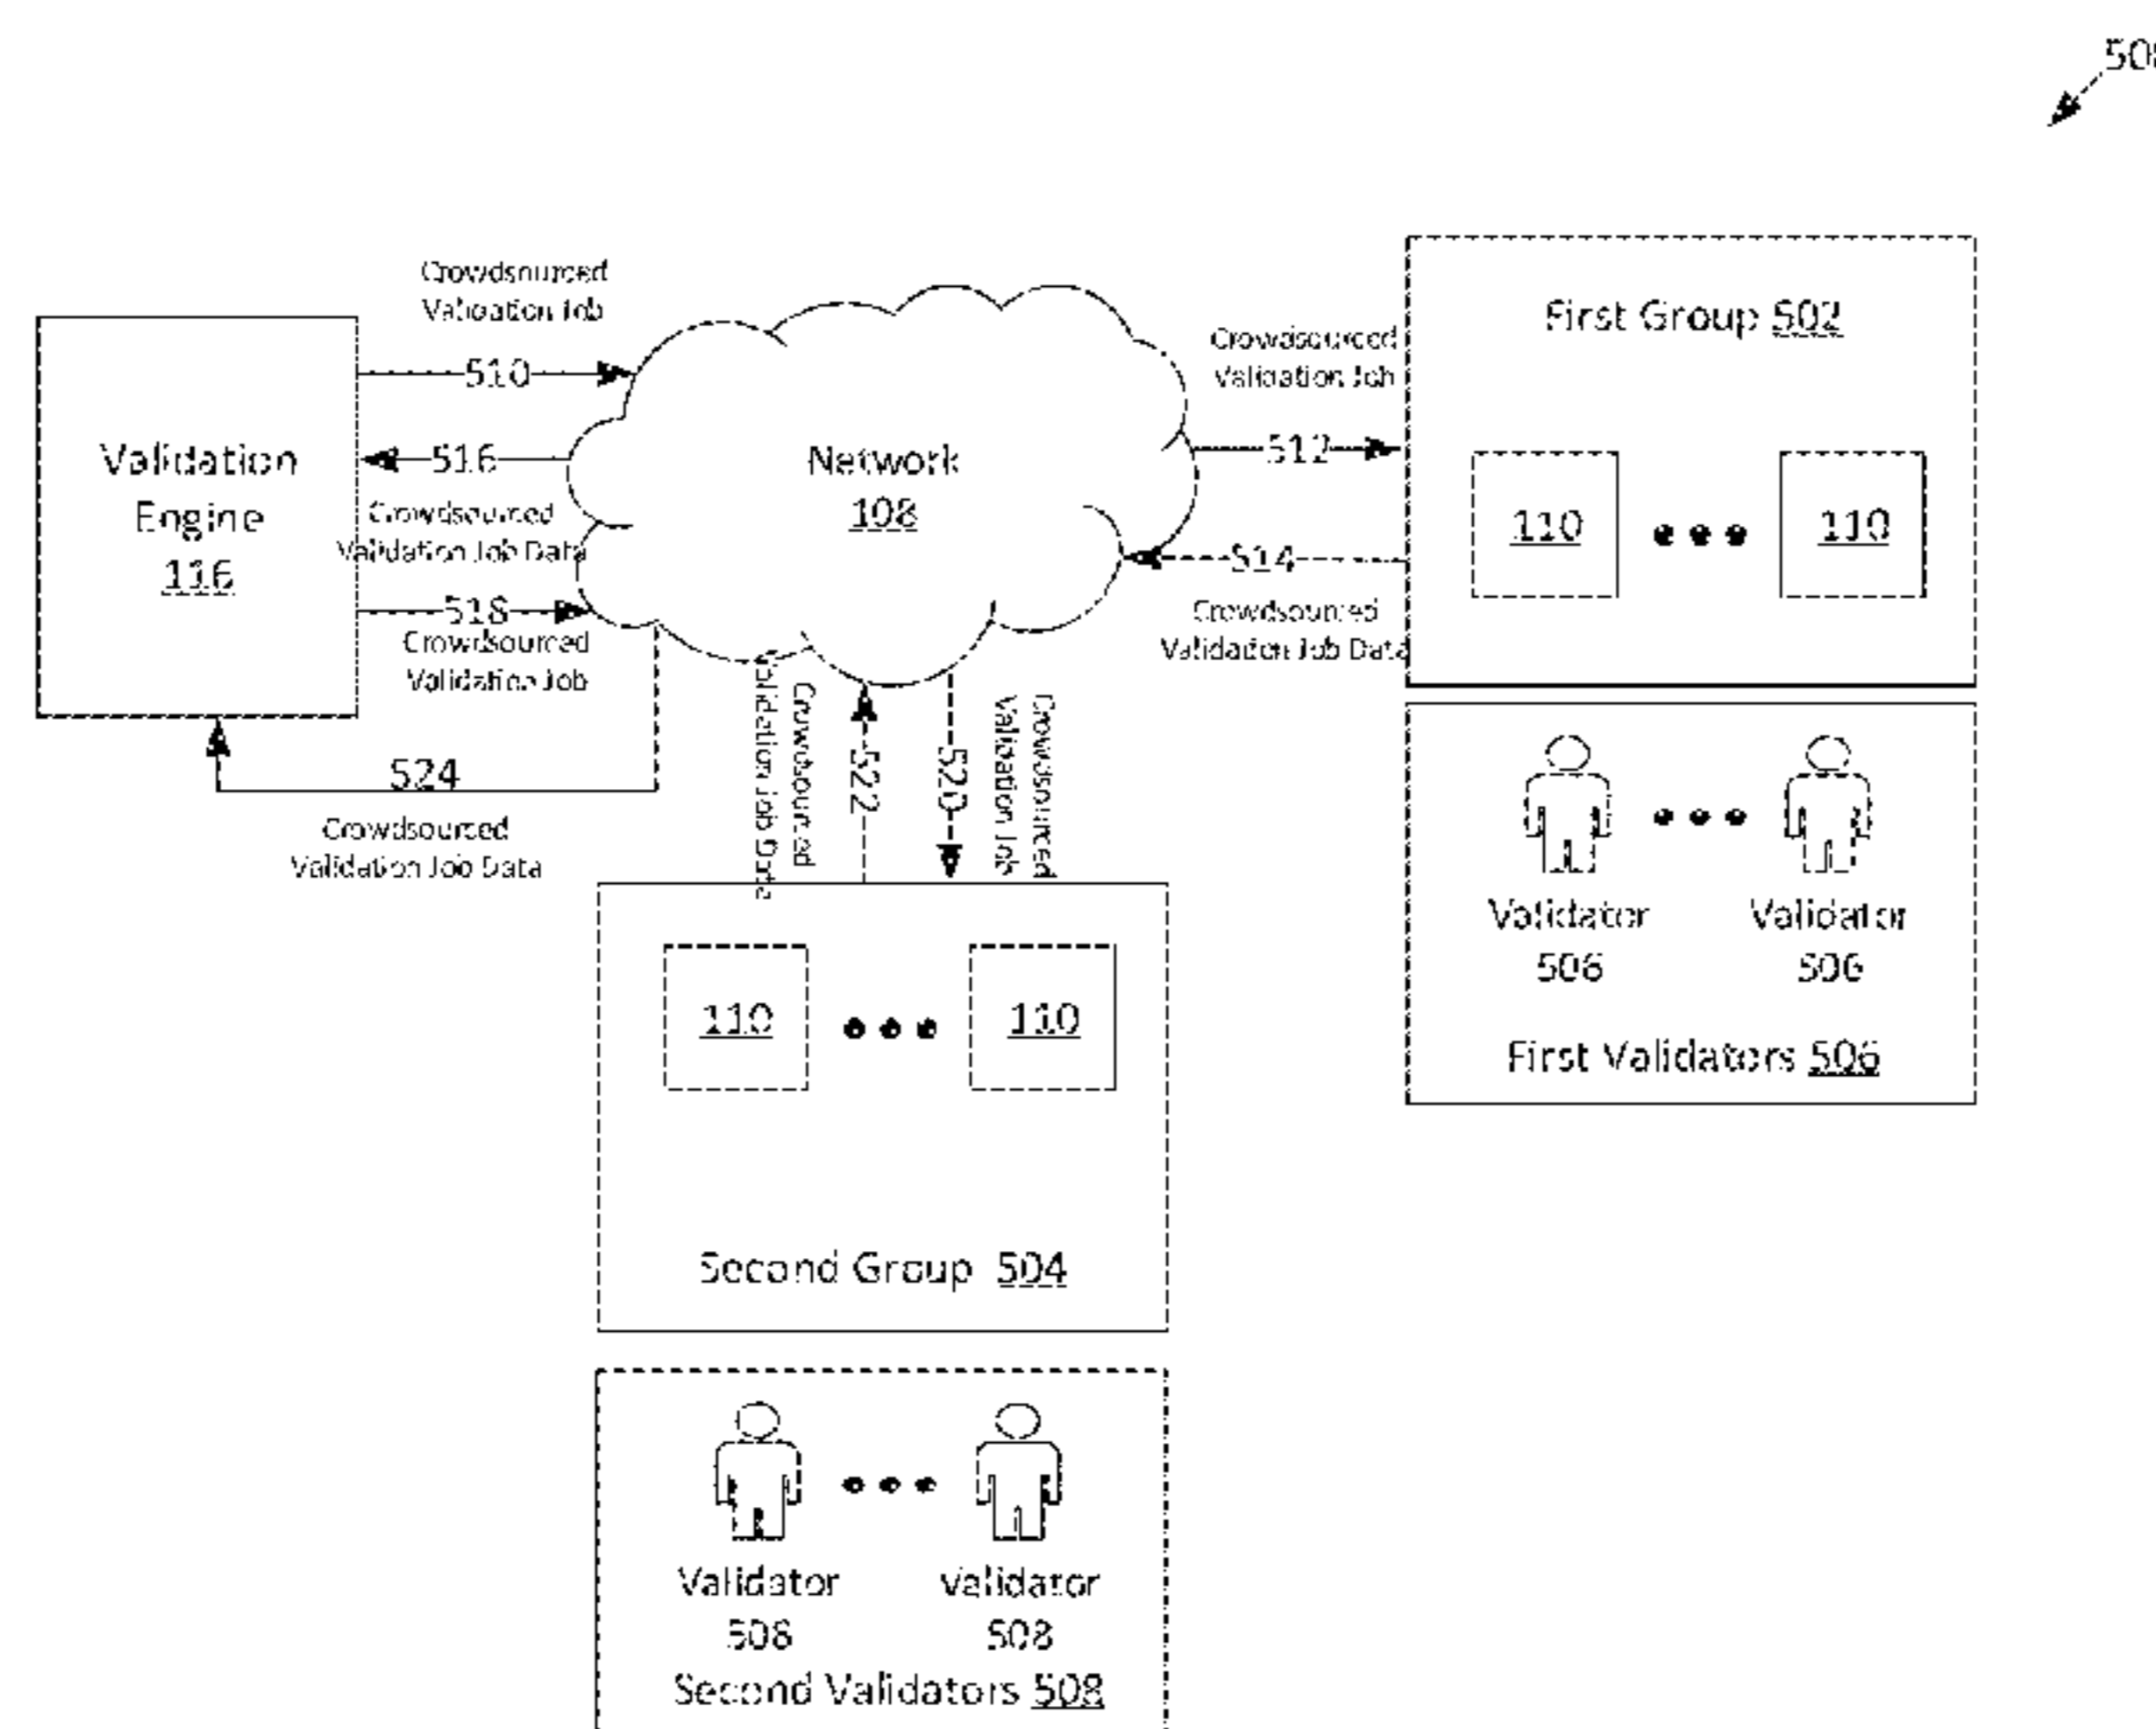 Crowdsourced
Validation Job
510
Validation
Engine
116
516
Crowdsourced
Validation Job Data
518
Crowdsourced
Validation Job
524
Crowdsourced
Validation Job Data
Network
108
Crowdsourced
Validation Job
512
514
Crowdsourced
Validation Job Data
First Group 502
110
110
Validator
506
Validator
506
First Validators 506
Crowdsourced
Validation Job Data
522
520
Crowdsourced
Validation Job
110
110
Second Group 504
Validator
508
Validator
508
Second Validators 508